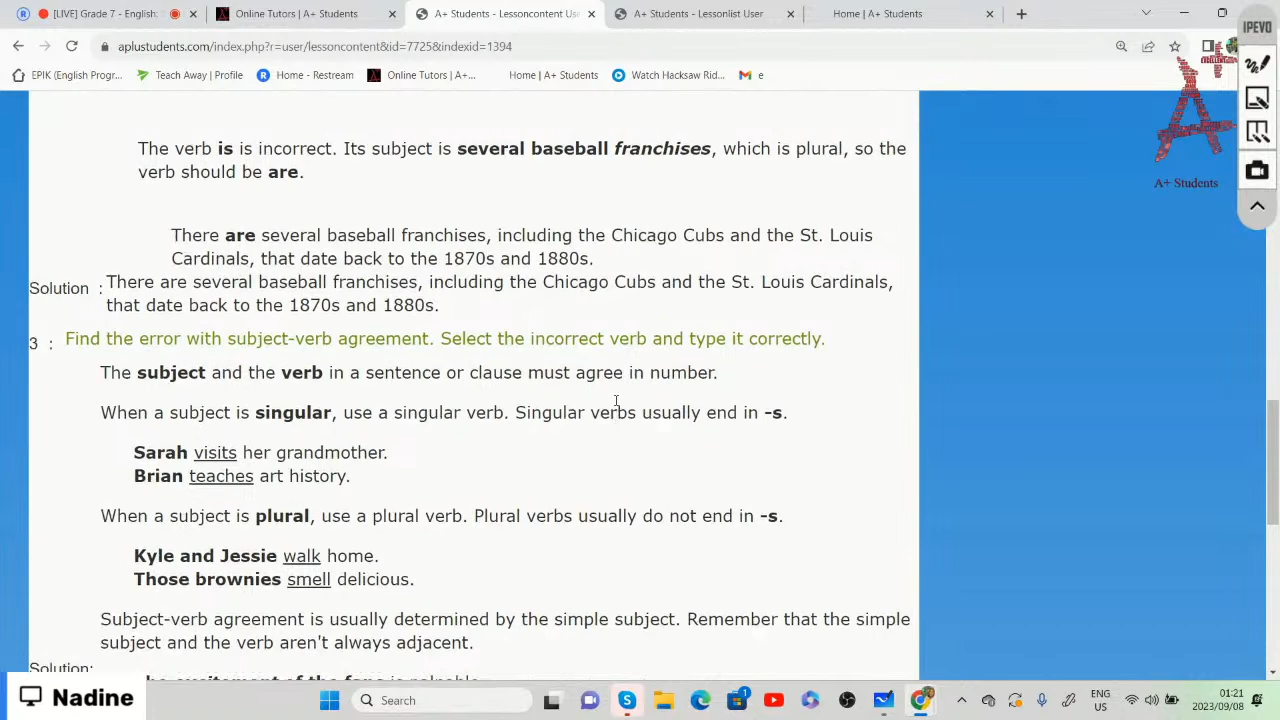 [LIVE] English - Grade 7
Online Tutors | A+ Students
A+ Students - Lessoncontent Use
A+ Students - Lessonlist User
Home | A+ Students
aplustudents.com/index.php?r=user/lessoncontent&id=7725&indexid=1394
EPIK (English Progr...
Teach Away | Profile
Home - Restream
Online Tutors | A+...
Home | A+ Students
Watch Hacksaw Rid...
e
IPEVO
A+ Students
The verb is is incorrect. Its subject is several baseball franchises, which is plural, so the
verb should be are.
There are several baseball franchises, including the Chicago Cubs and the St. Louis
Cardinals, that date back to the 1870s and 1880s.
Solution : There are several baseball franchises, including the Chicago Cubs and the St. Louis Cardinals,
that date back to the 1870s and 1880s.
3 : Find the error with subject-verb agreement. Select the incorrect verb and type it correctly.
The subject and the verb in a sentence or clause must agree in number.
When a subject is singular, use a singular verb. Singular verbs usually end in -s.
Sarah visits her grandmother.
Brian teaches art history.
When a subject is plural, use a plural verb. Plural verbs usually do not end in -s.
Kyle and Jessie walk home.
Those brownies smell delicious.
Subject-verb agreement is usually determined by the simple subject. Remember that the simple
subject and the verb aren't always adjacent.
Solution:
Nadine
Search
ENG
US
01:21
2023/09/08